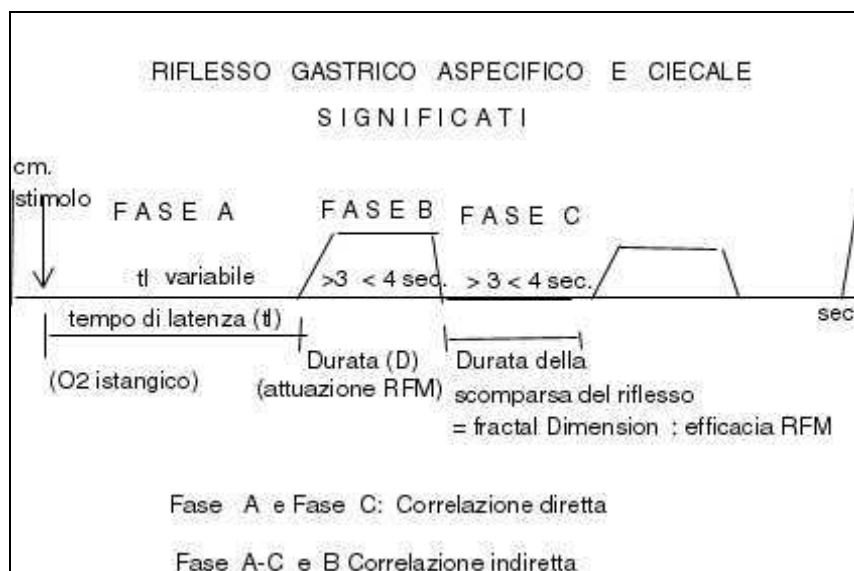 RIFLESSO GASTRICO ASPECIFICO E CIECALE
SIGNIFICATI
cm.
stimolo
FASE A
FASE B
FASE C
tl variabile
>3 < 4 sec.
> 3 < 4 sec.
sec
tempo di latenza (tl)
(O2 istangico)
Durata (D)
(attuazione RFM)
Durata della
scomparsa del riflesso
= fractal Dimension : efficacia RFM
Fase A e Fase C: Correlazione diretta
Fase A-C e B Correlazione indiretta